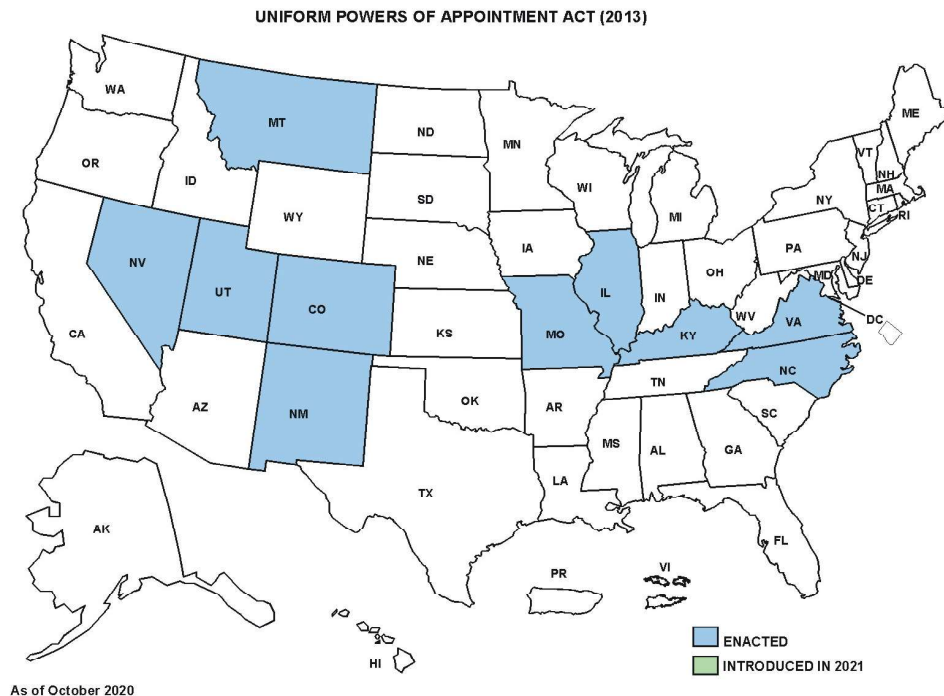 UNIFORM POWERS OF APPOINTMENT ACT (2013)
WA
MT
ND
MN
ME
OR
ID
WY
SD
WI
MI
VT
NH
MA
NY
CT
RI
NV
UT
CO
NE
IA
IL
IN
OH
PA
NJ
MD
DE
CA
KS
MO
KY
WV
VA
DC
AZ
NM
OK
AR
TN
NC
SC
MS
AL
GA
TX
LA
FL
AK
HI
PR
VI
ENACTED
INTRODUCED IN 2021
As of October 2020